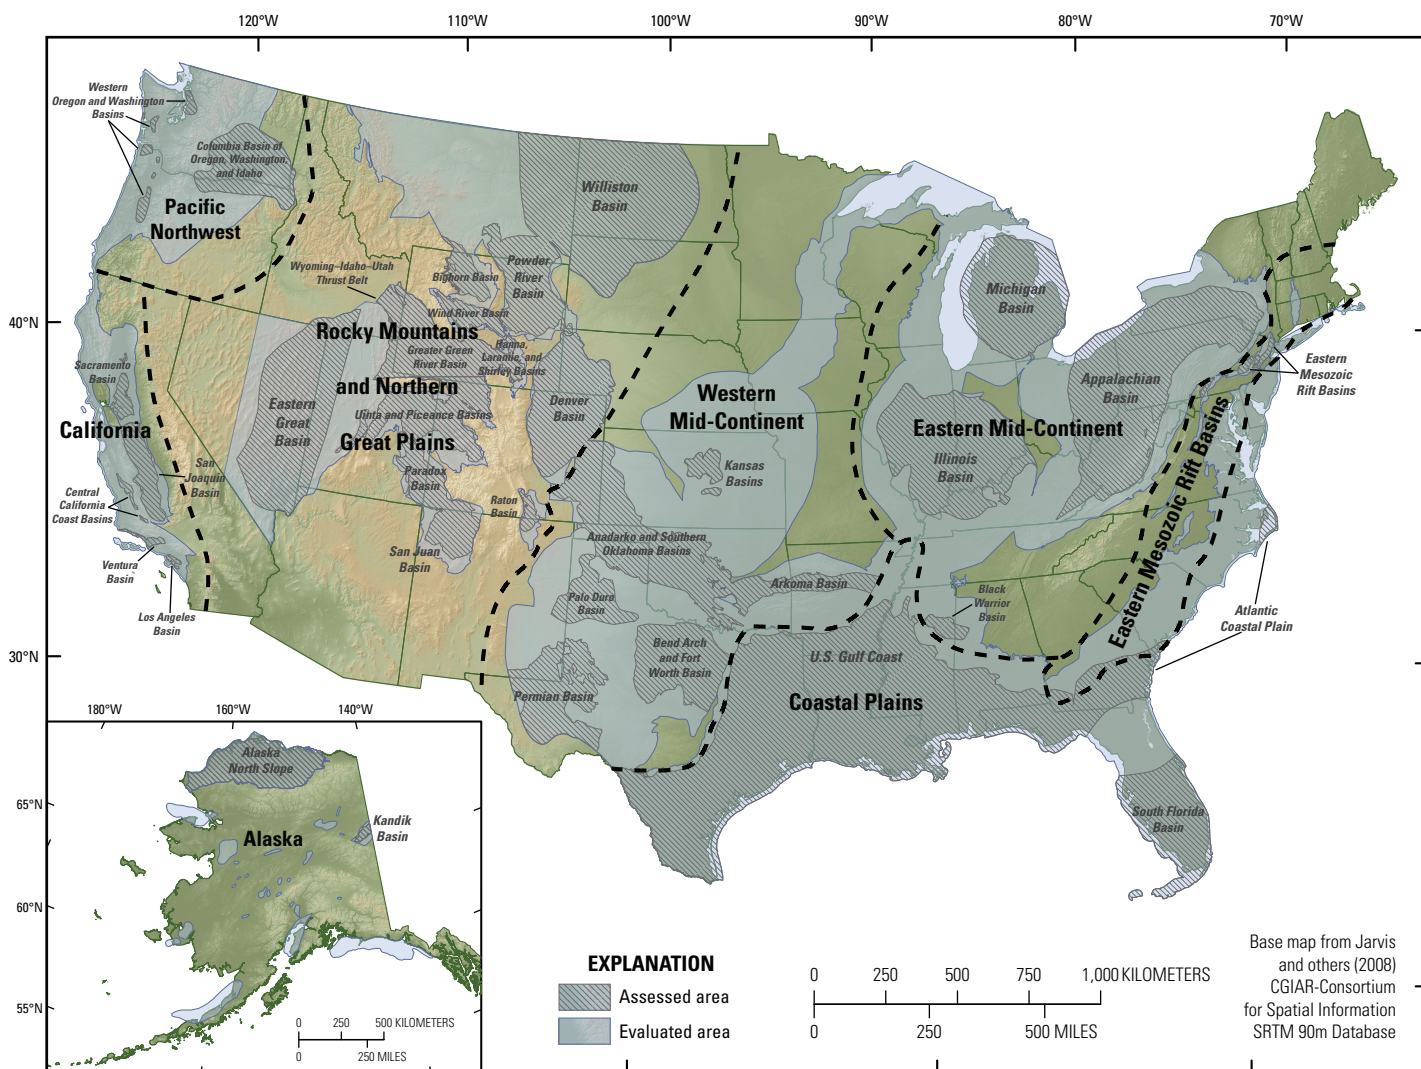 120°W
110°W
100°W
90°W
80°W
70°W
40°N
30°N
Western
Oregon and Washington
Basins
Columbia Basin of
Oregon, Washington,
and Idaho
Pacific
Northwest
Williston
Basin
Wyoming–Idaho–Utah
Thrust Belt
Bighorn Basin
Powder
River
Basin
Wind River Basin
Rocky Mountains
and Northern
Great Plains
Greater Green
River Basin
Hanna,
Laramie, and
Shirley Basins
Uinta and Piceance Basins
Eastern
Great
Basin
Denver
Basin
Paradox
Basin
Raton
Basin
San Juan
Basin
Sacramento
Basin
California
San
Joaquin
Basin
Central
California
Coast Basins
Ventura
Basin
Los Angeles
Basin
Western
Mid-Continent
Kansas
Basins
Anadarko and Southern
Oklahoma Basins
Arkoma Basin
Palo Duro
Basin
Bend Arch
and Fort
Worth Basin
Permian Basin
Michigan
Basin
Eastern Mid-Continent
Illinois
Basin
Appalachian
Basin
Black
Warrior
Basin
Eastern
Mesozoic
Rift Basins
Eastern Mesozoic Rift Basins
Atlantic
Coastal Plain
U.S. Gulf Coast
Coastal Plains
South Florida
Basin
180°W
160°W
140°W
65°N
60°N
55°N
Alaska
North Slope
Kandik
Basin
Alaska
0 250 500 KILOMETERS
0 250 MILES
EXPLANATION
Assessed area
Evaluated area
0 250 500 750 1,000 KILOMETERS
0 250 500 MILES
Base map from Jarvis
and others (2008)
CGIAR-Consortium
for Spatial Information
SRTM 90m Database